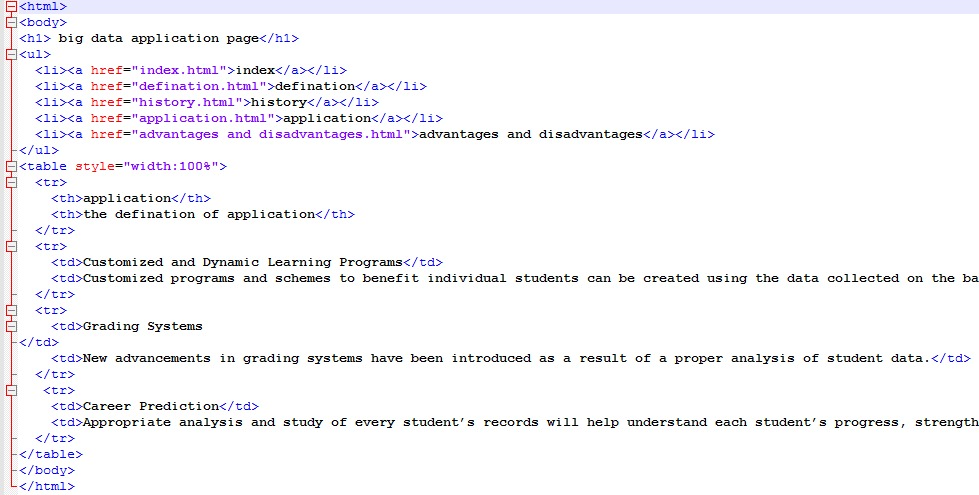 <html>
<body>
<h1> big data application page</h1>
<ul>
  <li><a href="index.html">index</a></li>
  <li><a href="defination.html">defination</a></li>
  <li><a href="history.html">history</a></li>
  <li><a href="application.html">application</a></li>
  <li><a href="advantages and disadvantages.html">advantages and disadvantages</a></li>
</ul>
<table style="width:100%">
  <tr>
    <th>application</th>
    <th>the defination of application</th>
  </tr>
  <tr>
    <td>Customized and Dynamic Learning Programs</td>
    <td>Customized programs and schemes to benefit individual students can be created using the data collected on the ba
  </tr>
  <tr>
    <td>Grading Systems
</td>
    <td>New advancements in grading systems have been introduced as a result of a proper analysis of student data.</td>
  </tr>
   <tr>
    <td>Career Prediction</td>
    <td>Appropriate analysis and study of every student’s records will help understand each student’s progress, strength
  </tr>
</table>
</body>
</html>